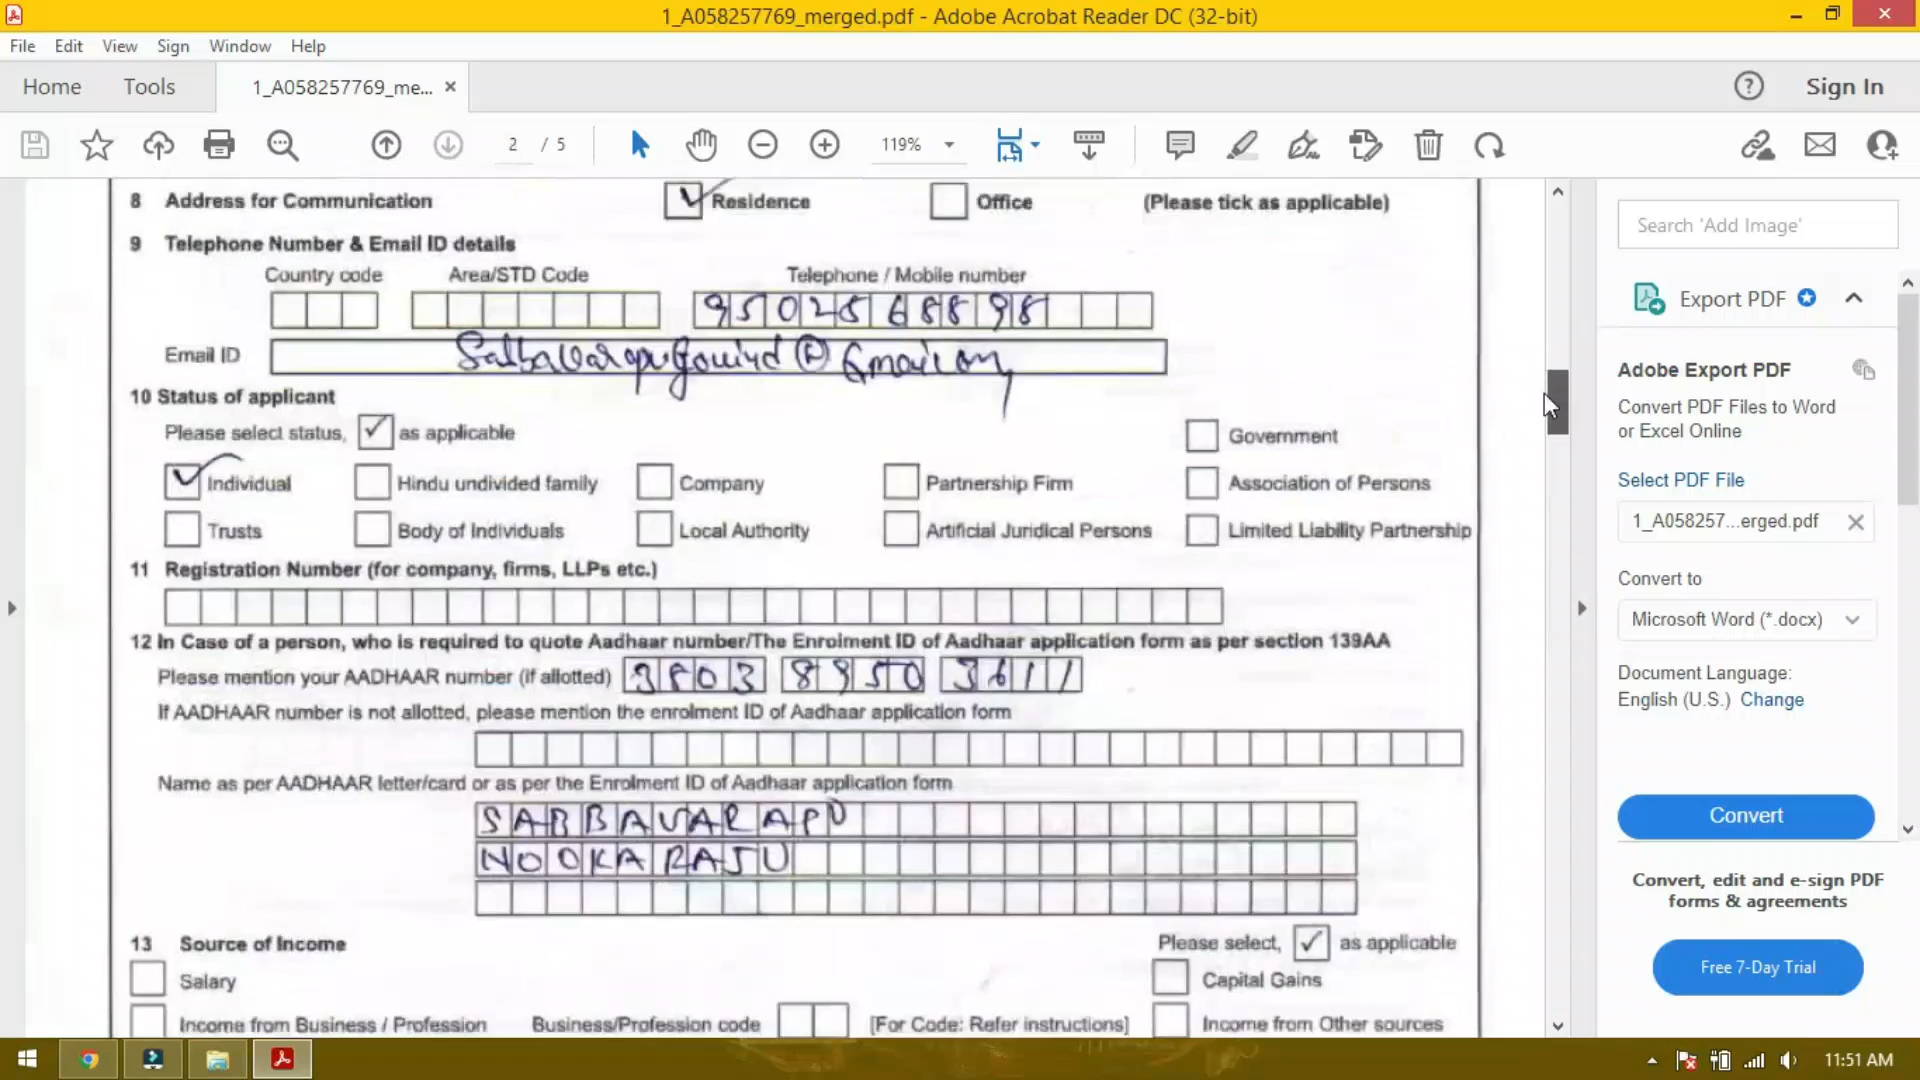 1_A058257769_merged.pdf - Adobe Acrobat Reader DC (32-bit)
File Edit View Sign Window Help
Home Tools 1_A058257769_me... Sign In
2 / 5 119%
8 Address for Communication Residence Office (Please tick as applicable)
9 Telephone Number & Email ID details
Country code Area/STD Code Telephone / Mobile number
Email ID
10 Status of applicant
Please select status, as applicable Government
Individual Hindu undivided family Company Partnership Firm Association of Persons
Trusts Body of Individuals Local Authority Artificial Juridical Persons Limited Liability Partnership
11 Registration Number (for company, firms, LLPs etc.)
12 In Case of a person, who is required to quote Aadhaar number/The Enrolment ID of Aadhaar application form as per section 139AA
Please mention your AADHAAR number (if allotted)
If AADHAAR number is not allotted, please mention the enrolment ID of Aadhaar application form
Name as per AADHAAR letter/card or as per the Enrolment ID of Aadhaar application form
SABBAVARAPU
NOOKARAJU
13 Source of Income Please select, as applicable
Salary Capital Gains
Income from Business / Profession Business/Profession code [For Code: Refer instructions] Income from Other sources
Search 'Add Image'
Export PDF
Adobe Export PDF
Convert PDF Files to Word
or Excel Online
Select PDF File
1_A058257...erged.pdf
Convert to
Microsoft Word (*.docx)
Document Language:
English (U.S.) Change
Convert
Convert, edit and e-sign PDF
forms & agreements
Free 7-Day Trial
11:51 AM